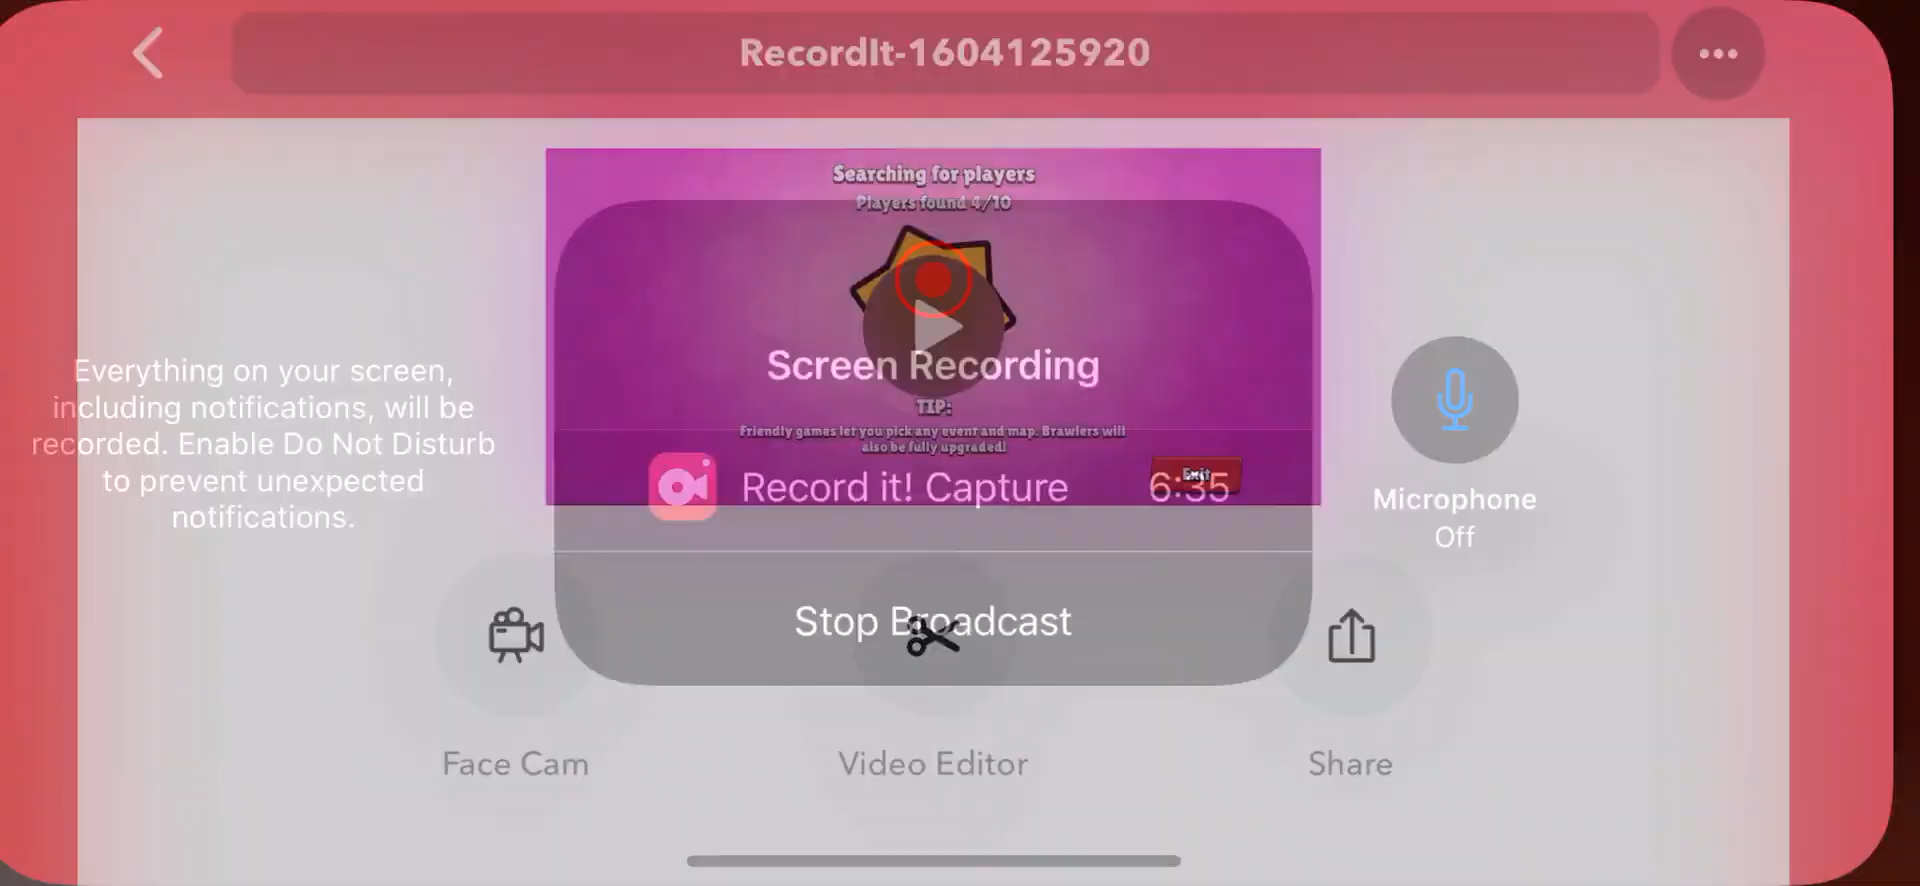 RecordIt-1604125920
Searching for players
Players found 4/10
Everything on your screen,
including notifications, will be
recorded. Enable Do Not Disturb
to prevent unexpected
notifications.
Screen Recording
TIP:
Friendly games let you pick any event and map. Brawlers will
also be fully upgraded!
Exit
Record it! Capture 6:35
Microphone
Off
Stop Broadcast
Face Cam
Video Editor
Share